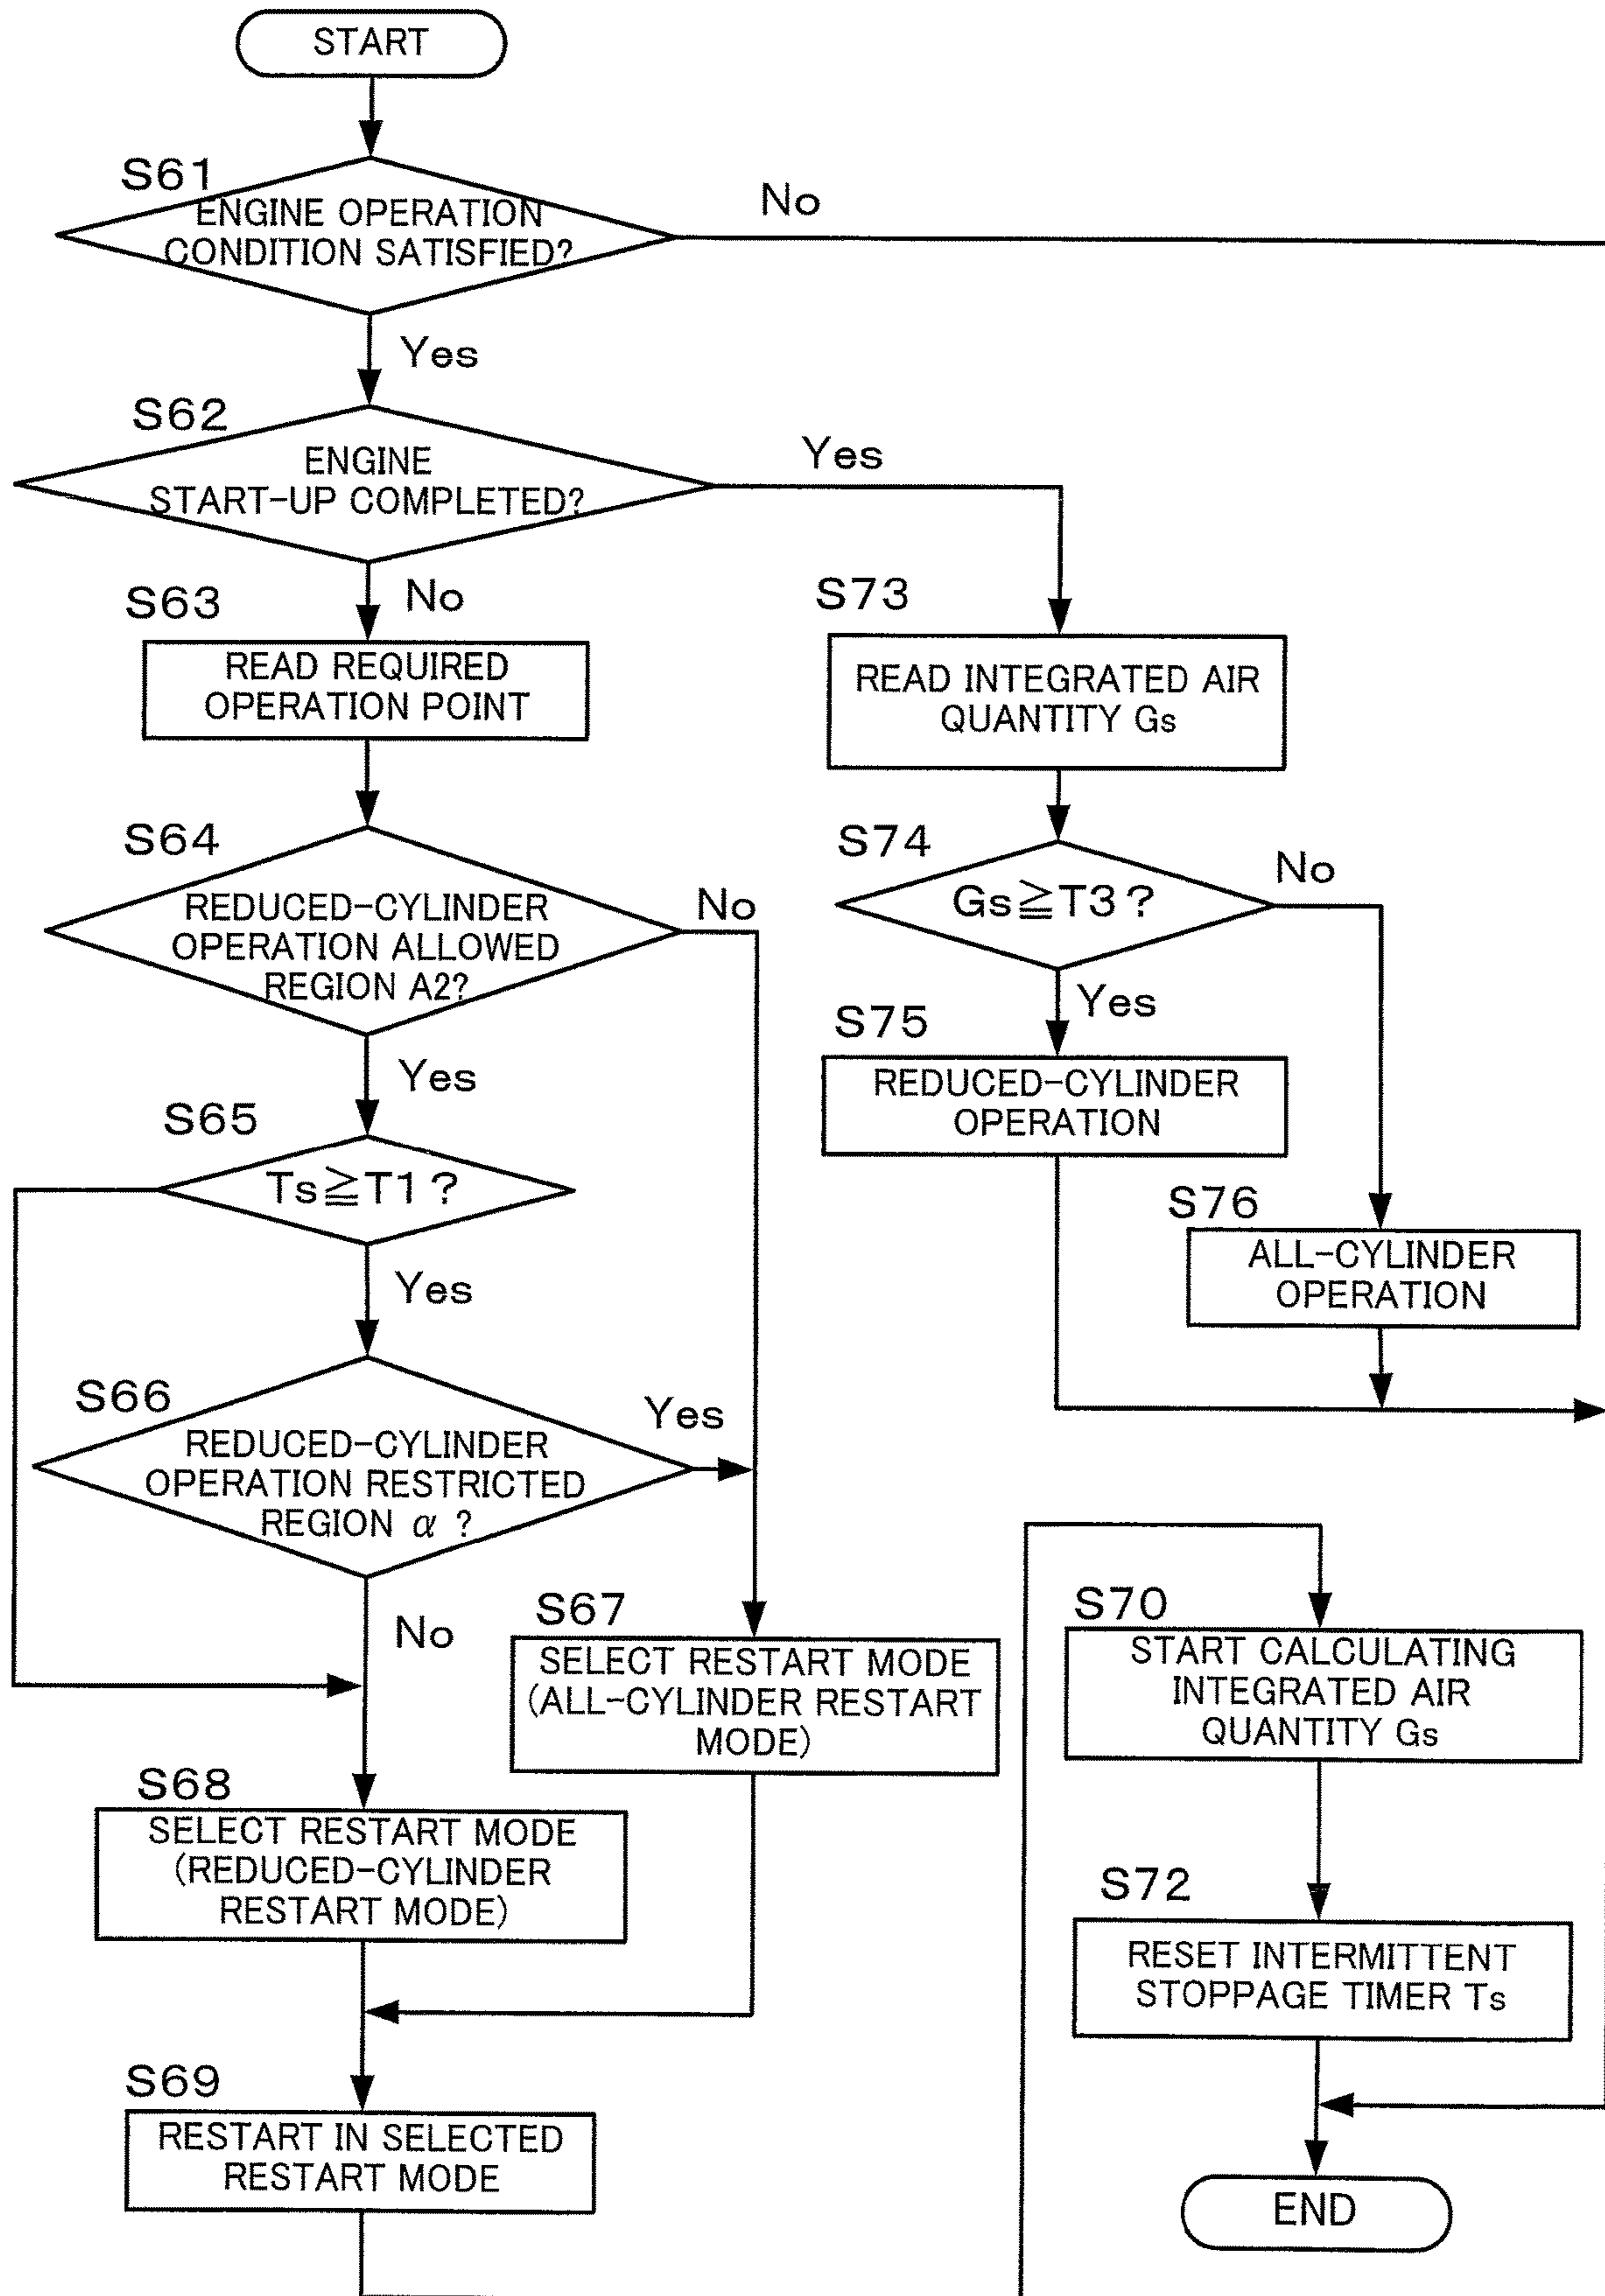 START
S61
ENGINE OPERATION
CONDITION SATISFIED?
No
Yes
S62
ENGINE
START-UP COMPLETED?
Yes
No
S63
READ REQUIRED
OPERATION POINT
S64
REDUCED-CYLINDER
OPERATION ALLOWED
REGION A2?
No
Yes
S65
Ts≧T1?
Yes
S66
REDUCED-CYLINDER
OPERATION RESTRICTED
REGION α ?
Yes
No
S67
SELECT RESTART MODE
(ALL-CYLINDER RESTART
MODE)
S68
SELECT RESTART MODE
(REDUCED-CYLINDER
RESTART MODE)
S69
RESTART IN SELECTED
RESTART MODE
S73
READ INTEGRATED AIR
QUANTITY Gs
S74
Gs≧T3?
No
Yes
S75
REDUCED-CYLINDER
OPERATION
S76
ALL-CYLINDER
OPERATION
S70
START CALCULATING
INTEGRATED AIR
QUANTITY Gs
S72
RESET INTERMITTENT
STOPPAGE TIMER Ts
END